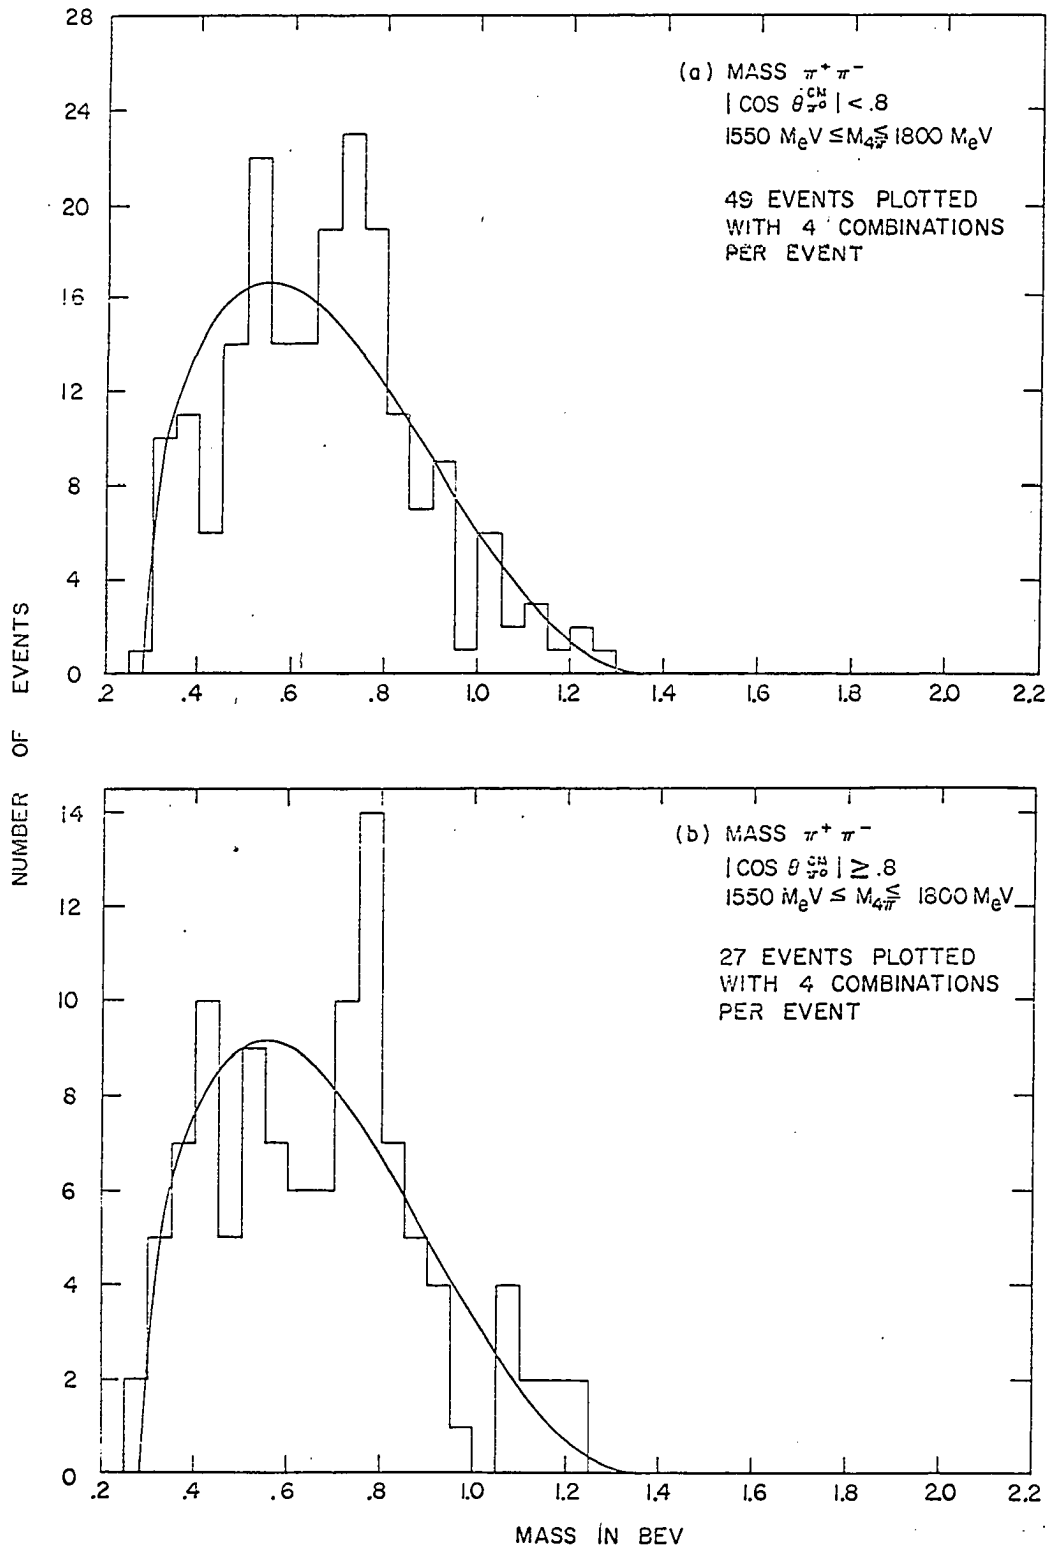 28
24
20
16
12
8
4
0
(a) MASS π⁺ π⁻
| COS θ CM π⁰ | < .8
1550 MeV ≤ M4π ≤ 1800 MeV
49 EVENTS PLOTTED
WITH 4 COMBINATIONS
PER EVENT
.2 .4 .6 .8 1.0 1.2 1.4 1.6 1.8 2.0 2.2
NUMBER OF EVENTS
14
12
10
8
6
4
2
0
(b) MASS π⁺ π⁻
| COS θ CM π⁰ | ≥ .8
1550 MeV ≤ M4π ≤ 1800 MeV
27 EVENTS PLOTTED
WITH 4 COMBINATIONS
PER EVENT
.2 .4 .6 .8 1.0 1.2 1.4 1.6 1.8 2.0 2.2
MASS IN BEV